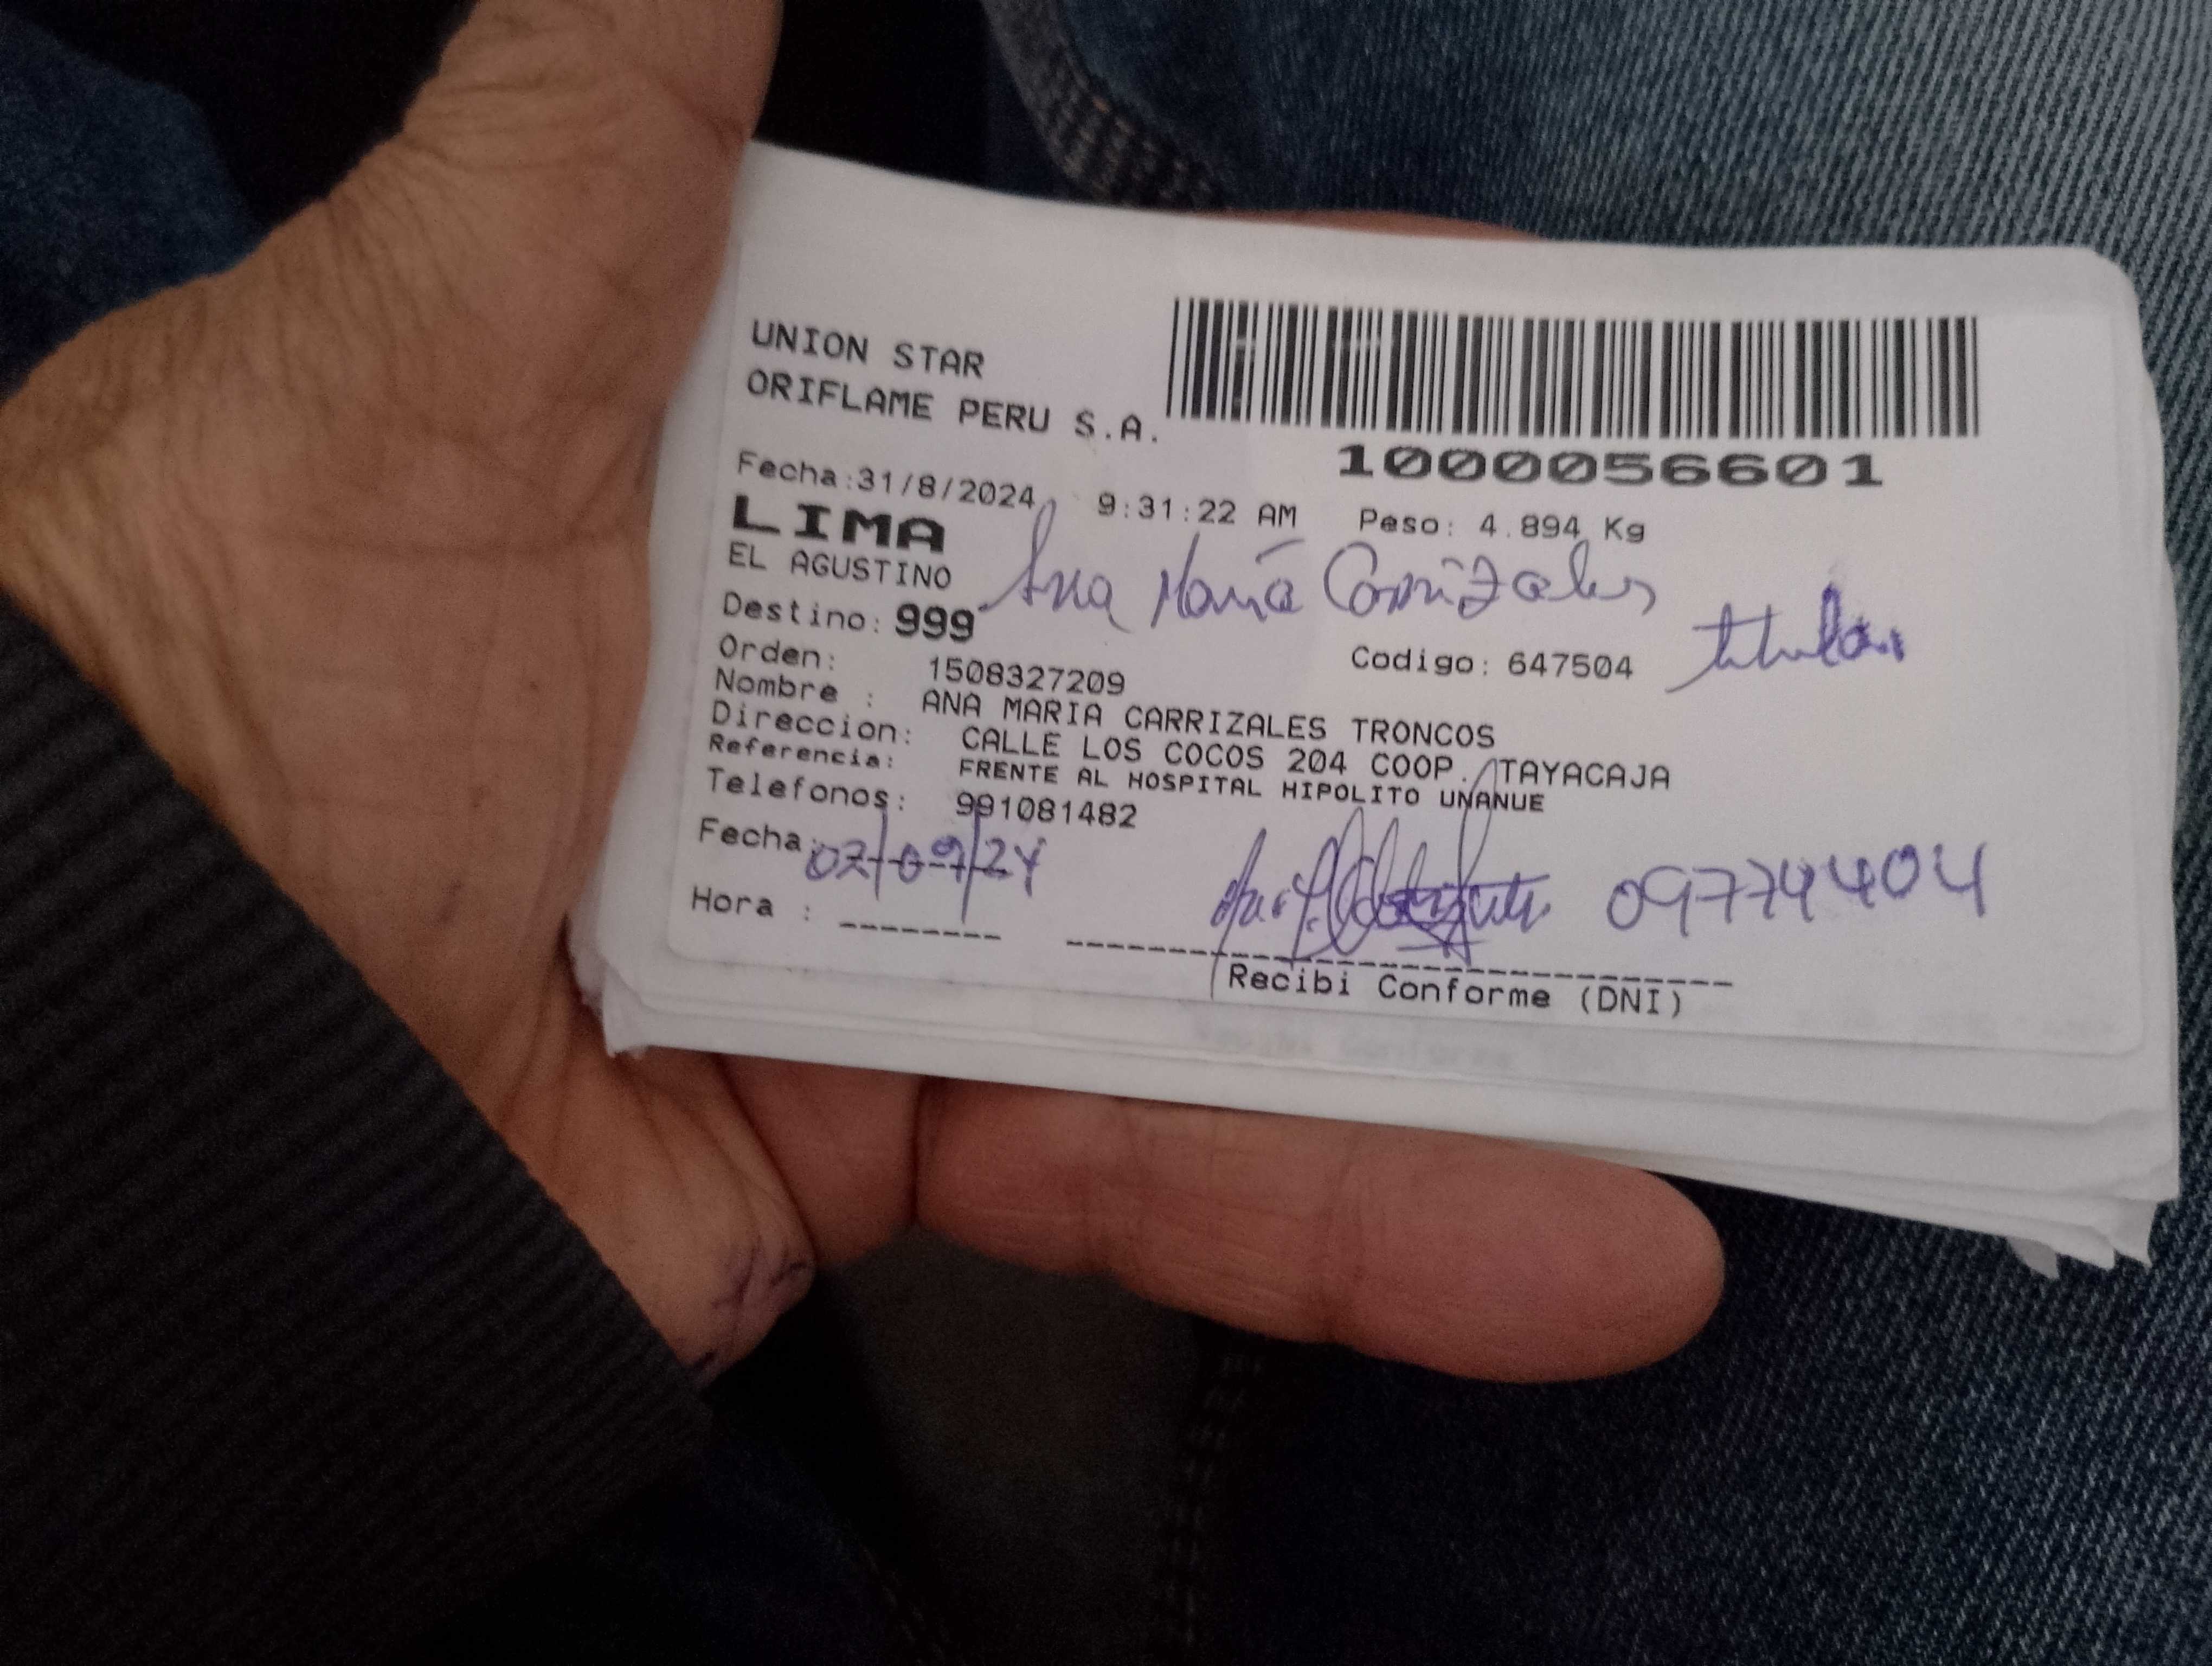 UNION STAR
ORIFLAME PERU S.A.
1000056601
Fecha:31/8/2024 9:31:22 AM Peso: 4.894 Kg
LIMA
EL AGUSTINO
Ana María Carrizales
titular
Destino: 999
Orden: 1508327209 Codigo: 647504
Nombre : ANA MARIA CARRIZALES TRONCOS
Direccion: CALLE LOS COCOS 204 COOP. TAYACAJA
Referencia: FRENTE AL HOSPITAL HIPOLITO UNANUE
Telefonos: 991081482
Fecha: 02/09/24
09774404
Hora :
Recibi Conforme (DNI)